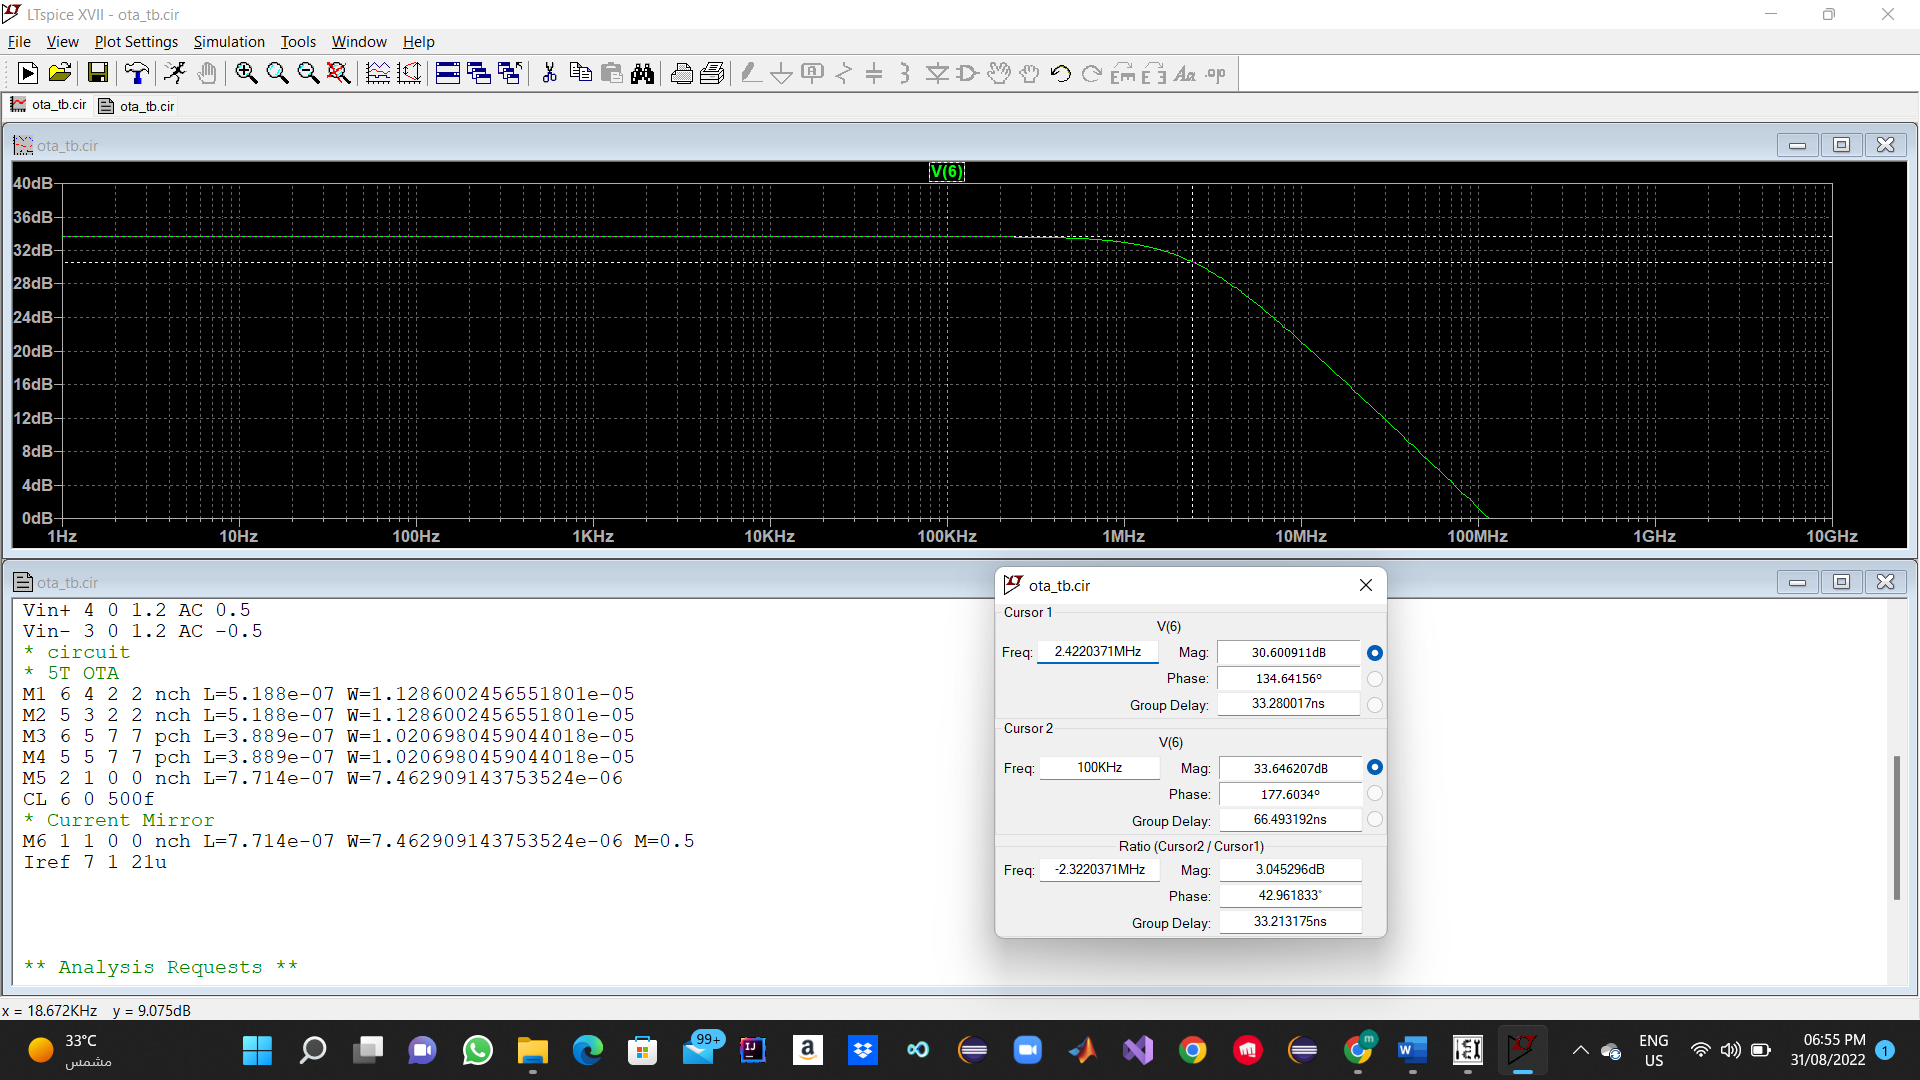 LTspice XVII - ota_tb.cir
File View Plot Settings Simulation Tools Window Help
ota_tb.cir ota_tb.cir
ota_tb.cir
V(6)
40dB
36dB
32dB
28dB
24dB
20dB
16dB
12dB
8dB
4dB
0dB
1Hz 10Hz 100Hz 1KHz 10KHz 100KHz 1MHz 10MHz 100MHz 1GHz 10GHz
ota_tb.cir
Vin+ 4 0 1.2 AC 0.5
Vin- 3 0 1.2 AC -0.5
* circuit
* 5T OTA
M1 6 4 2 2 nch L=5.188e-07 W=1.1286002456551801e-05
M2 5 3 2 2 nch L=5.188e-07 W=1.1286002456551801e-05
M3 6 5 7 7 pch L=3.889e-07 W=1.0206980459044018e-05
M4 5 5 7 7 pch L=3.889e-07 W=1.0206980459044018e-05
M5 2 1 0 0 nch L=7.714e-07 W=7.462909143753524e-06
CL 6 0 500f
* Current Mirror
M6 1 1 0 0 nch L=7.714e-07 W=7.462909143753524e-06 M=0.5
Iref 7 1 21u
** Analysis Requests **
ota_tb.cir
Cursor 1
V(6)
Freq: 2.4220371MHz Mag: 30.600911dB
Phase: 134.64156°
Group Delay: 33.280017ns
Cursor 2
V(6)
Freq: 100KHz Mag: 33.646207dB
Phase: 177.6034°
Group Delay: 66.493192ns
Ratio (Cursor2 / Cursor1)
Freq: -2.3220371MHz Mag: 3.045296dB
Phase: 42.961833°
Group Delay: 33.213175ns
x = 18.672KHz y = 9.075dB
33°C
مشمس
99+
ENG
US
06:55 PM
31/08/2022
1